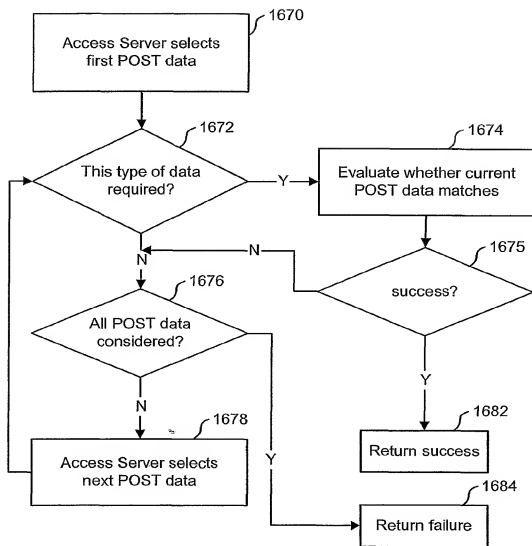 1670
Access Server selects
first POST data
1672
This type of data
required?
Y
1674
Evaluate whether current
POST data matches
N
N
1675
success?
1676
All POST data
considered?
Y
N
1678
Access Server selects
next POST data
Y
1682
Return success
1684
Return failure